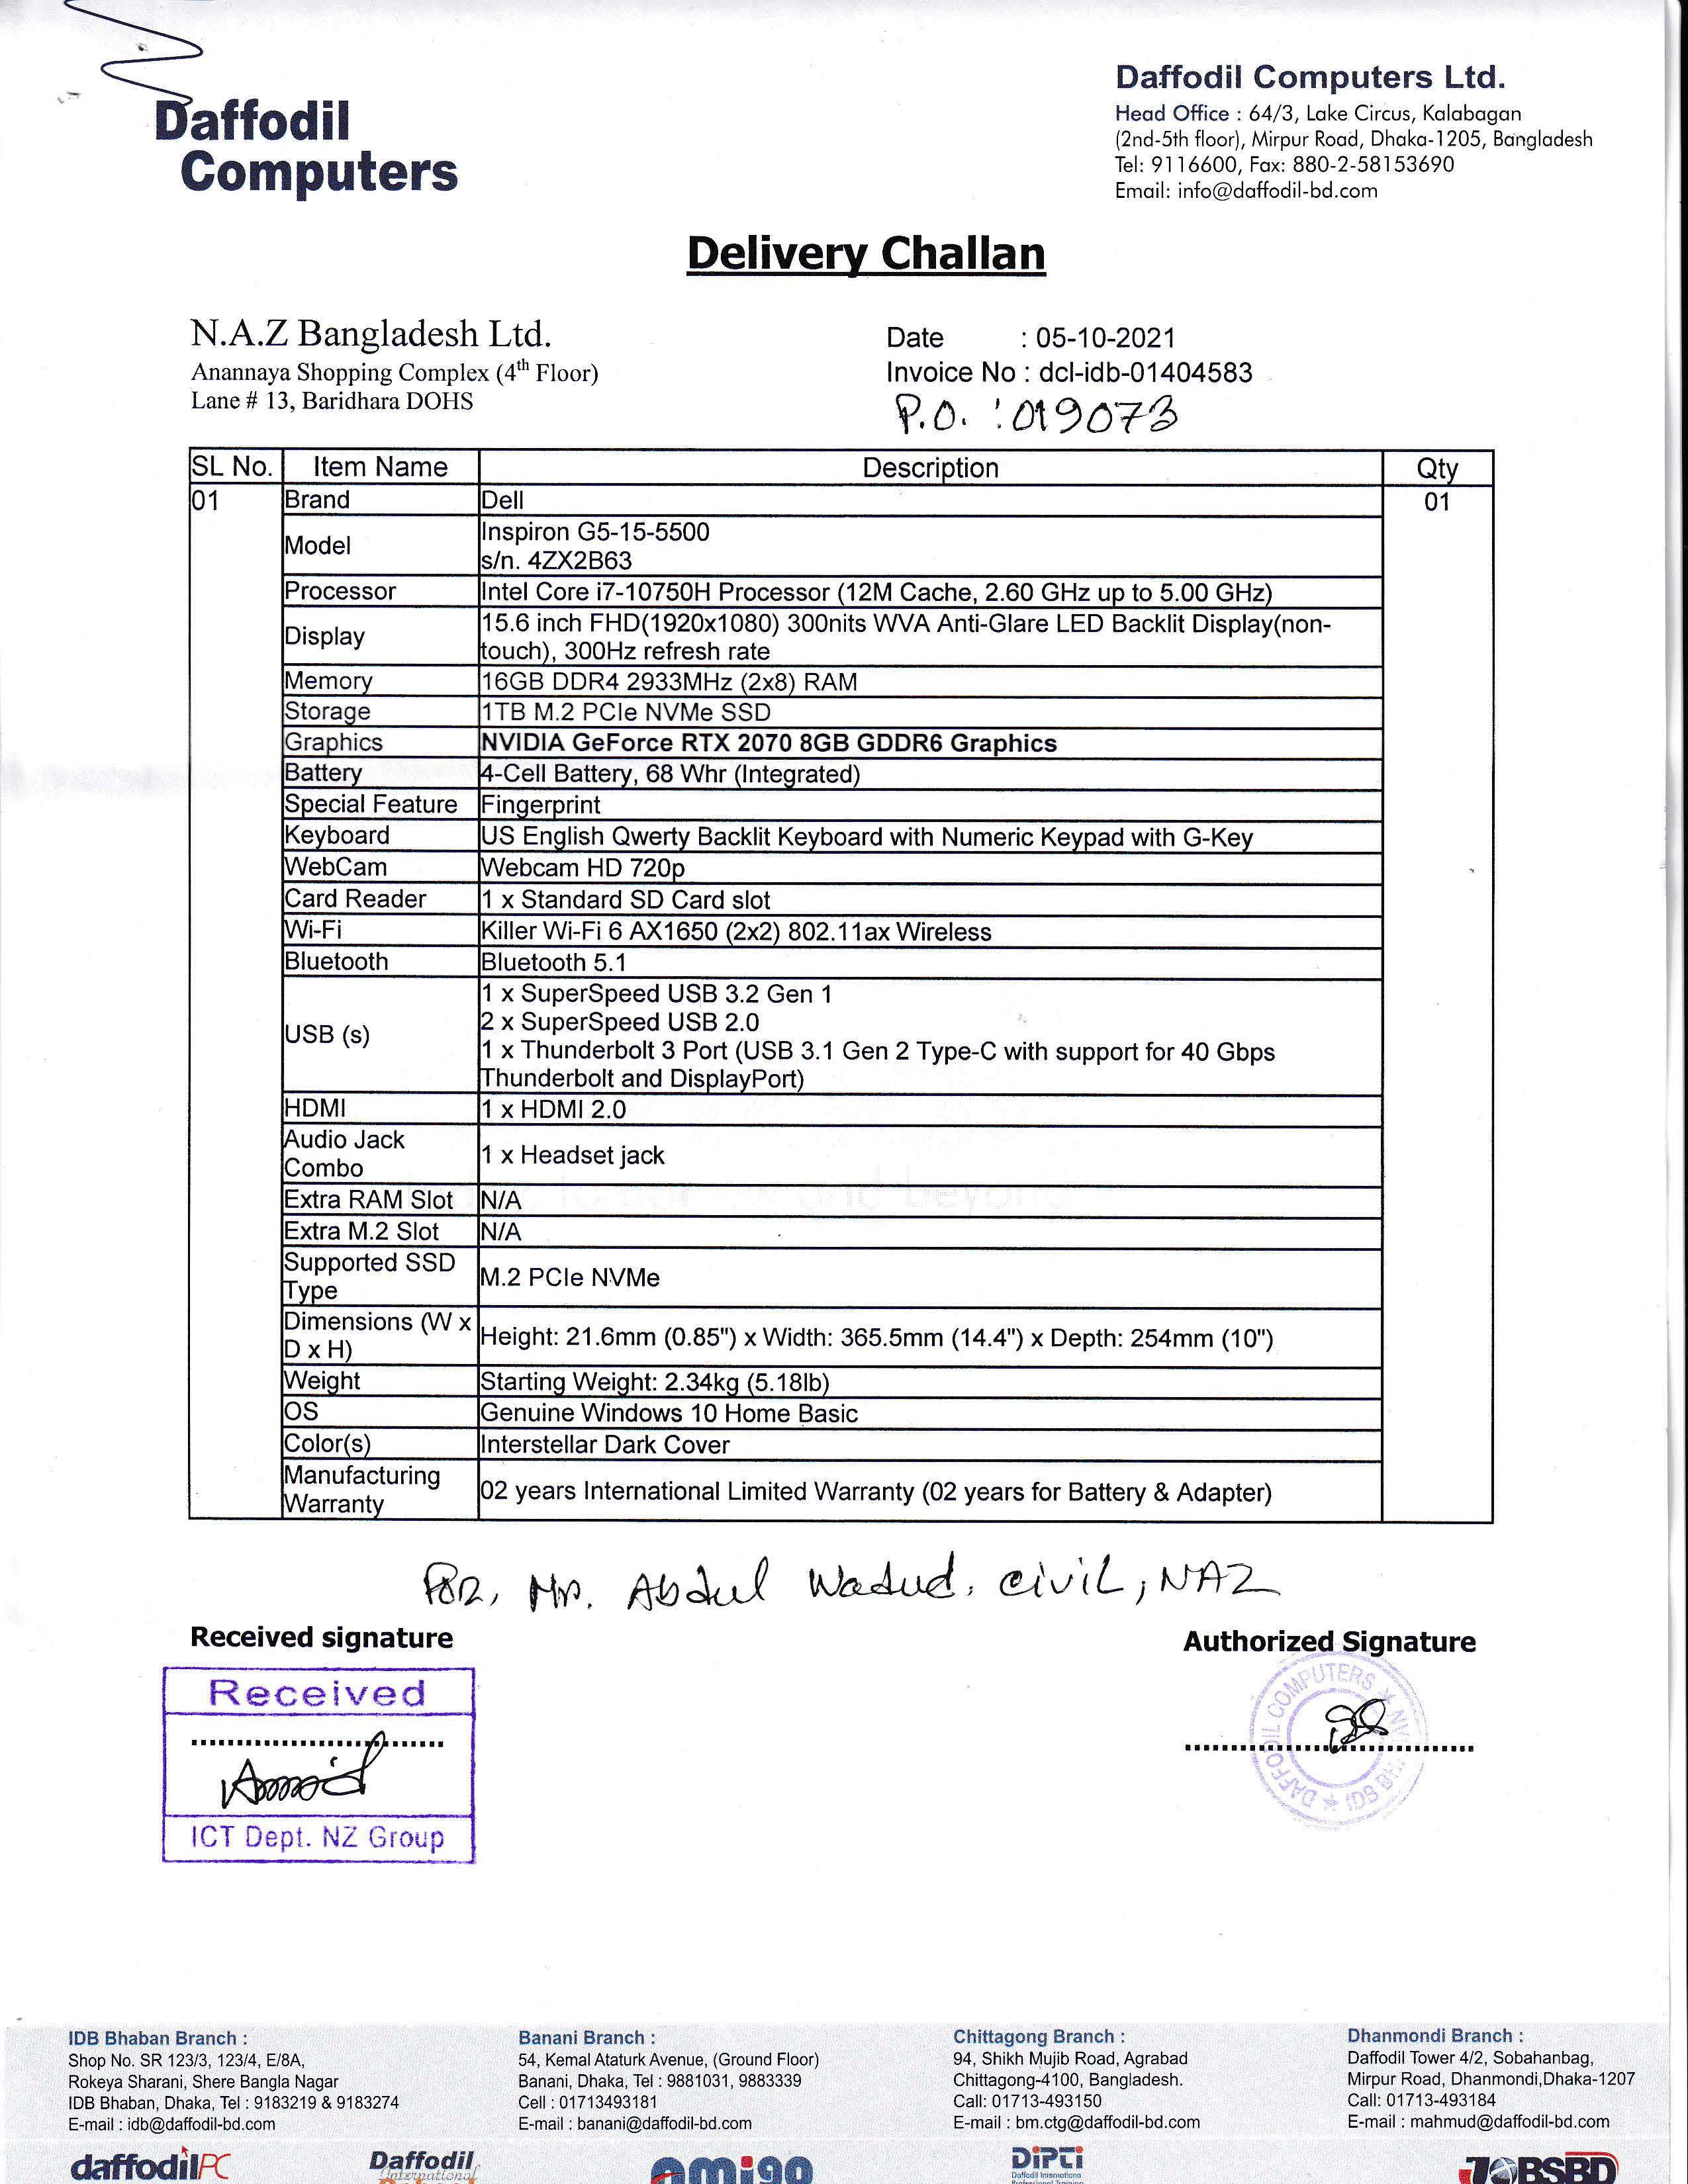 Daffodil
Computers
Daffodil Computers Ltd.
Head Office : 64/3, Lake Circus, Kalabagan
(2nd-5th floor), Mirpur Road, Dhaka-1205, Bangladesh
Tel: 9116600, Fax: 880-2-58153690
Email: info@daffodil-bd.com
Delivery Challan
N.A.Z Bangladesh Ltd.
Anannaya Shopping Complex (4th Floor)
Lane # 13, Baridhara DOHS
Date : 05-10-2021
Invoice No : dcl-idb-01404583
P.O. : 019073
SL No. Item Name Description Qty
01 Brand Dell 01
Model Inspiron G5-15-5500
s/n. 4ZX2B63
Processor Intel Core i7-10750H Processor (12M Cache, 2.60 GHz up to 5.00 GHz)
Display 15.6 inch FHD(1920x1080) 300nits WVA Anti-Glare LED Backlit Display(non-
touch), 300Hz refresh rate
Memory 16GB DDR4 2933MHz (2x8) RAM
Storage 1TB M.2 PCIe NVMe SSD
Graphics NVIDIA GeForce RTX 2070 8GB GDDR6 Graphics
Battery 4-Cell Battery, 68 Whr (Integrated)
Special Feature Fingerprint
Keyboard US English Qwerty Backlit Keyboard with Numeric Keypad with G-Key
WebCam Webcam HD 720p
Card Reader 1 x Standard SD Card slot
Wi-Fi Killer Wi-Fi 6 AX1650 (2x2) 802.11ax Wireless
Bluetooth Bluetooth 5.1
USB (s) 1 x SuperSpeed USB 3.2 Gen 1
2 x SuperSpeed USB 2.0
1 x Thunderbolt 3 Port (USB 3.1 Gen 2 Type-C with support for 40 Gbps
Thunderbolt and DisplayPort)
HDMI 1 x HDMI 2.0
Audio Jack
Combo 1 x Headset jack
Extra RAM Slot N/A
Extra M.2 Slot N/A
Supported SSD
Type M.2 PCIe NVMe
Dimensions (W x
D x H) Height: 21.6mm (0.85") x Width: 365.5mm (14.4") x Depth: 254mm (10")
Weight Starting Weight: 2.34kg (5.18lb)
OS Genuine Windows 10 Home Basic
Color(s) Interstellar Dark Cover
Manufacturing
Warranty 02 years International Limited Warranty (02 years for Battery & Adapter)
FOR, Mr. Abdul Wadud, civil, NAZ
Received signature
Authorized Signature
Received
ICT Dept. NZ Group
DAFFODIL COMPUTERS
IDB
IDB Bhaban Branch :
Shop No. SR 123/3, 123/4, E/8A,
Rokeya Sharani, Shere Bangla Nagar
IDB Bhaban, Dhaka, Tel : 9183219 & 9183274
E-mail : idb@daffodil-bd.com
Banani Branch :
54, Kemal Ataturk Avenue, (Ground Floor)
Banani, Dhaka, Tel : 9881031, 9883339
Cell : 01713493181
E-mail : banani@daffodil-bd.com
Chittagong Branch :
94, Shikh Mujib Road, Agrabad
Chittagong-4100, Bangladesh.
Call: 01713-493150
E-mail : bm.ctg@daffodil-bd.com
Dhanmondi Branch :
Daffodil Tower 4/2, Sobahanbag,
Mirpur Road, Dhanmondi,Dhaka-1207
Call: 01713-493184
E-mail : mahmud@daffodil-bd.com
daffodilPC
Daffodil
International
amigo
DiPTi
JOBSBD